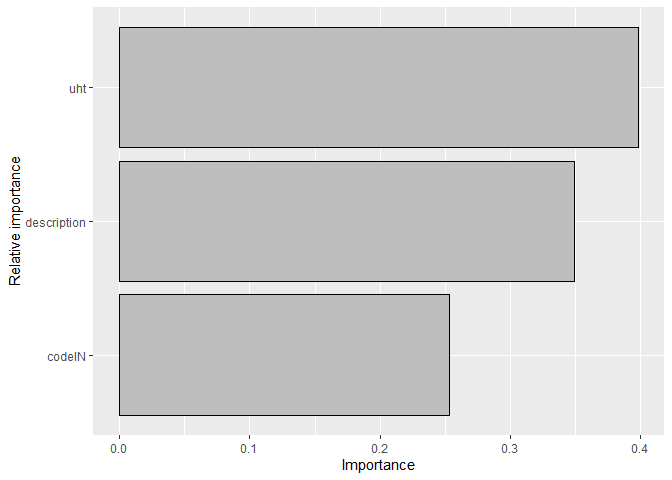 Relative importance
uht
description
codeIN
0.0 0.1 0.2 0.3 0.4
Importance